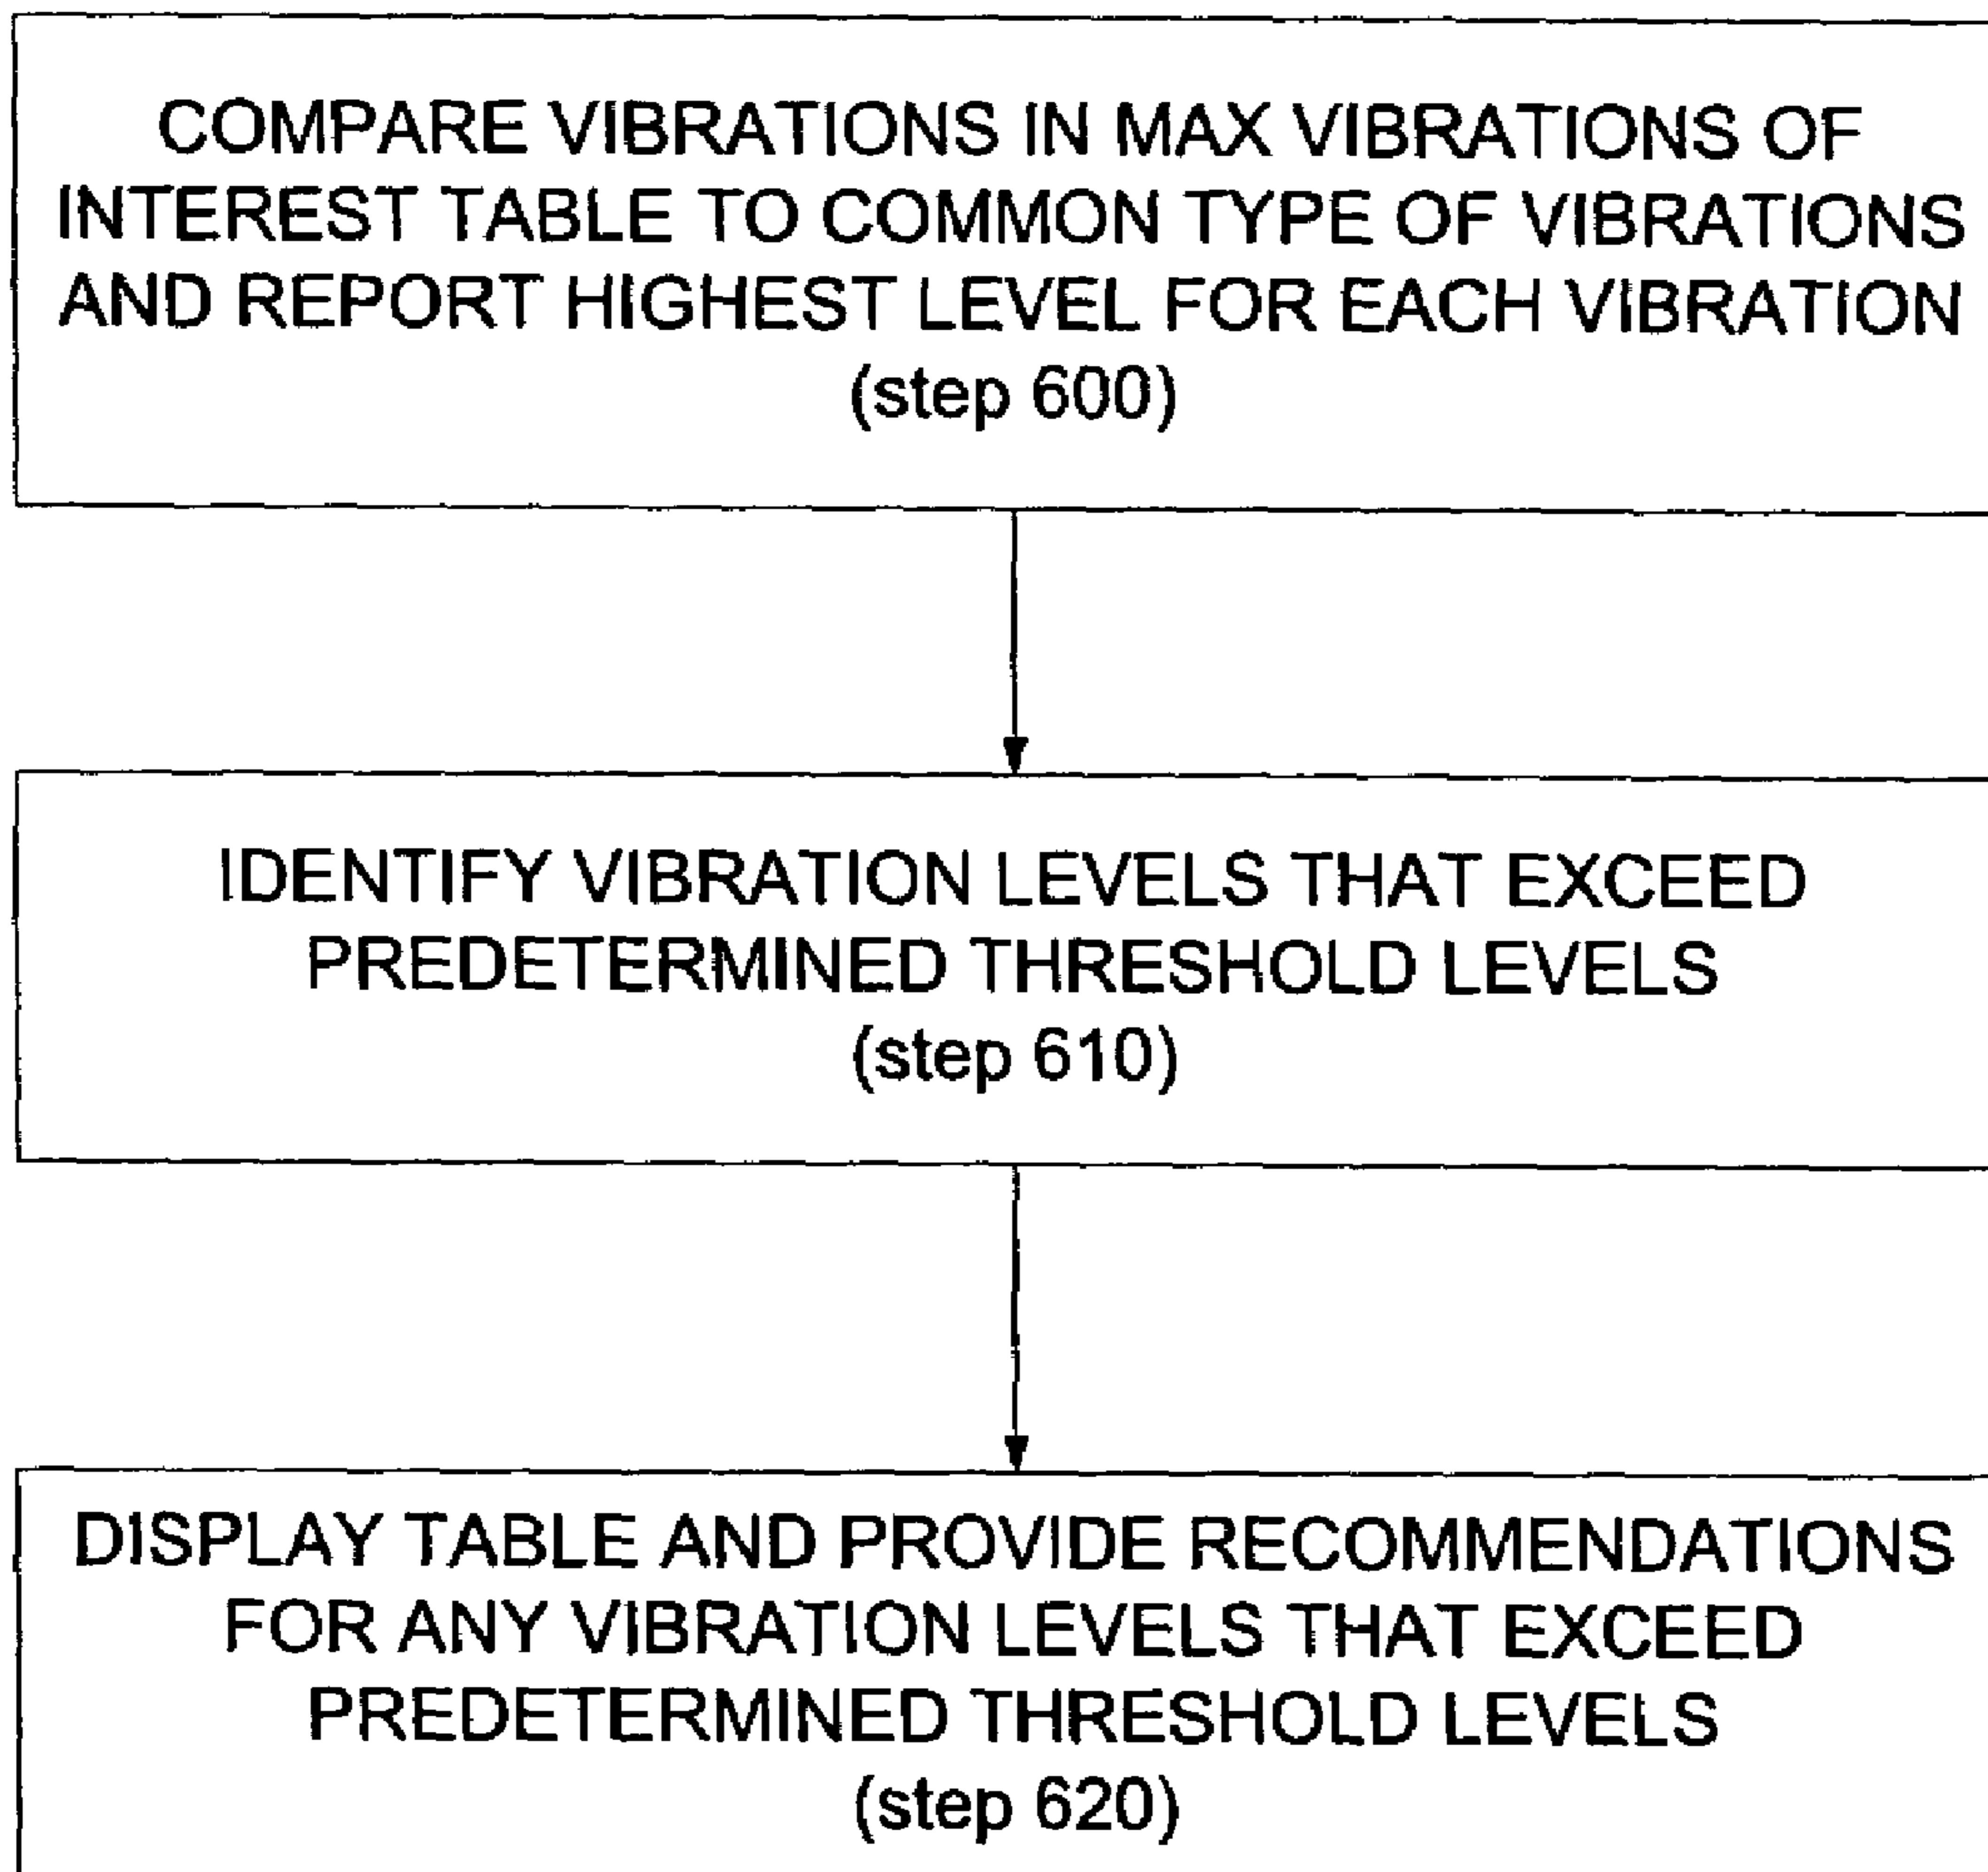 COMPARE VIBRATIONS IN MAX VIBRATIONS OF
INTEREST TABLE TO COMMON TYPE OF VIBRATIONS
AND REPORT HIGHEST LEVEL FOR EACH VIBRATION
(step 600)
IDENTIFY VIBRATION LEVELS THAT EXCEED
PREDETERMINED THRESHOLD LEVELS
(step 610)
DISPLAY TABLE AND PROVIDE RECOMMENDATIONS
FOR ANY VIBRATION LEVELS THAT EXCEED
PREDETERMINED THRESHOLD LEVELS
(step 620)